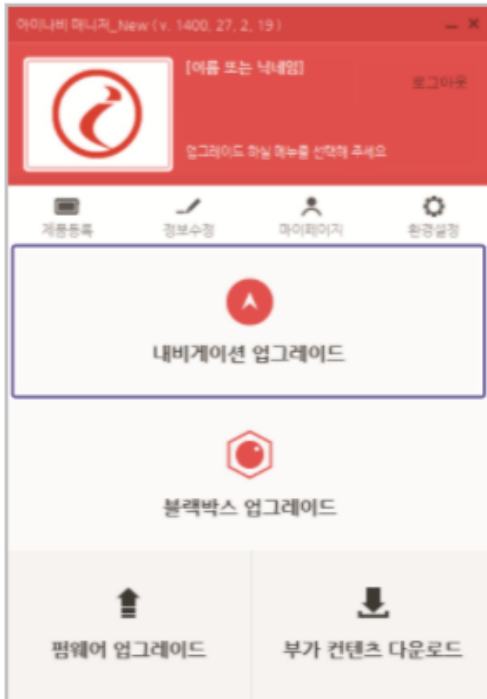 아이나비 매니저_New ( v. 1400, 27, 2, 19 )
[이름 또는 닉네임]
로그아웃
업그레이드 하실 메뉴를 선택해 주세요
제품등록
정보수정
마이페이지
환경설정
내비게이션 업그레이드
블랙박스 업그레이드
펌웨어 업그레이드
부가 컨텐츠 다운로드